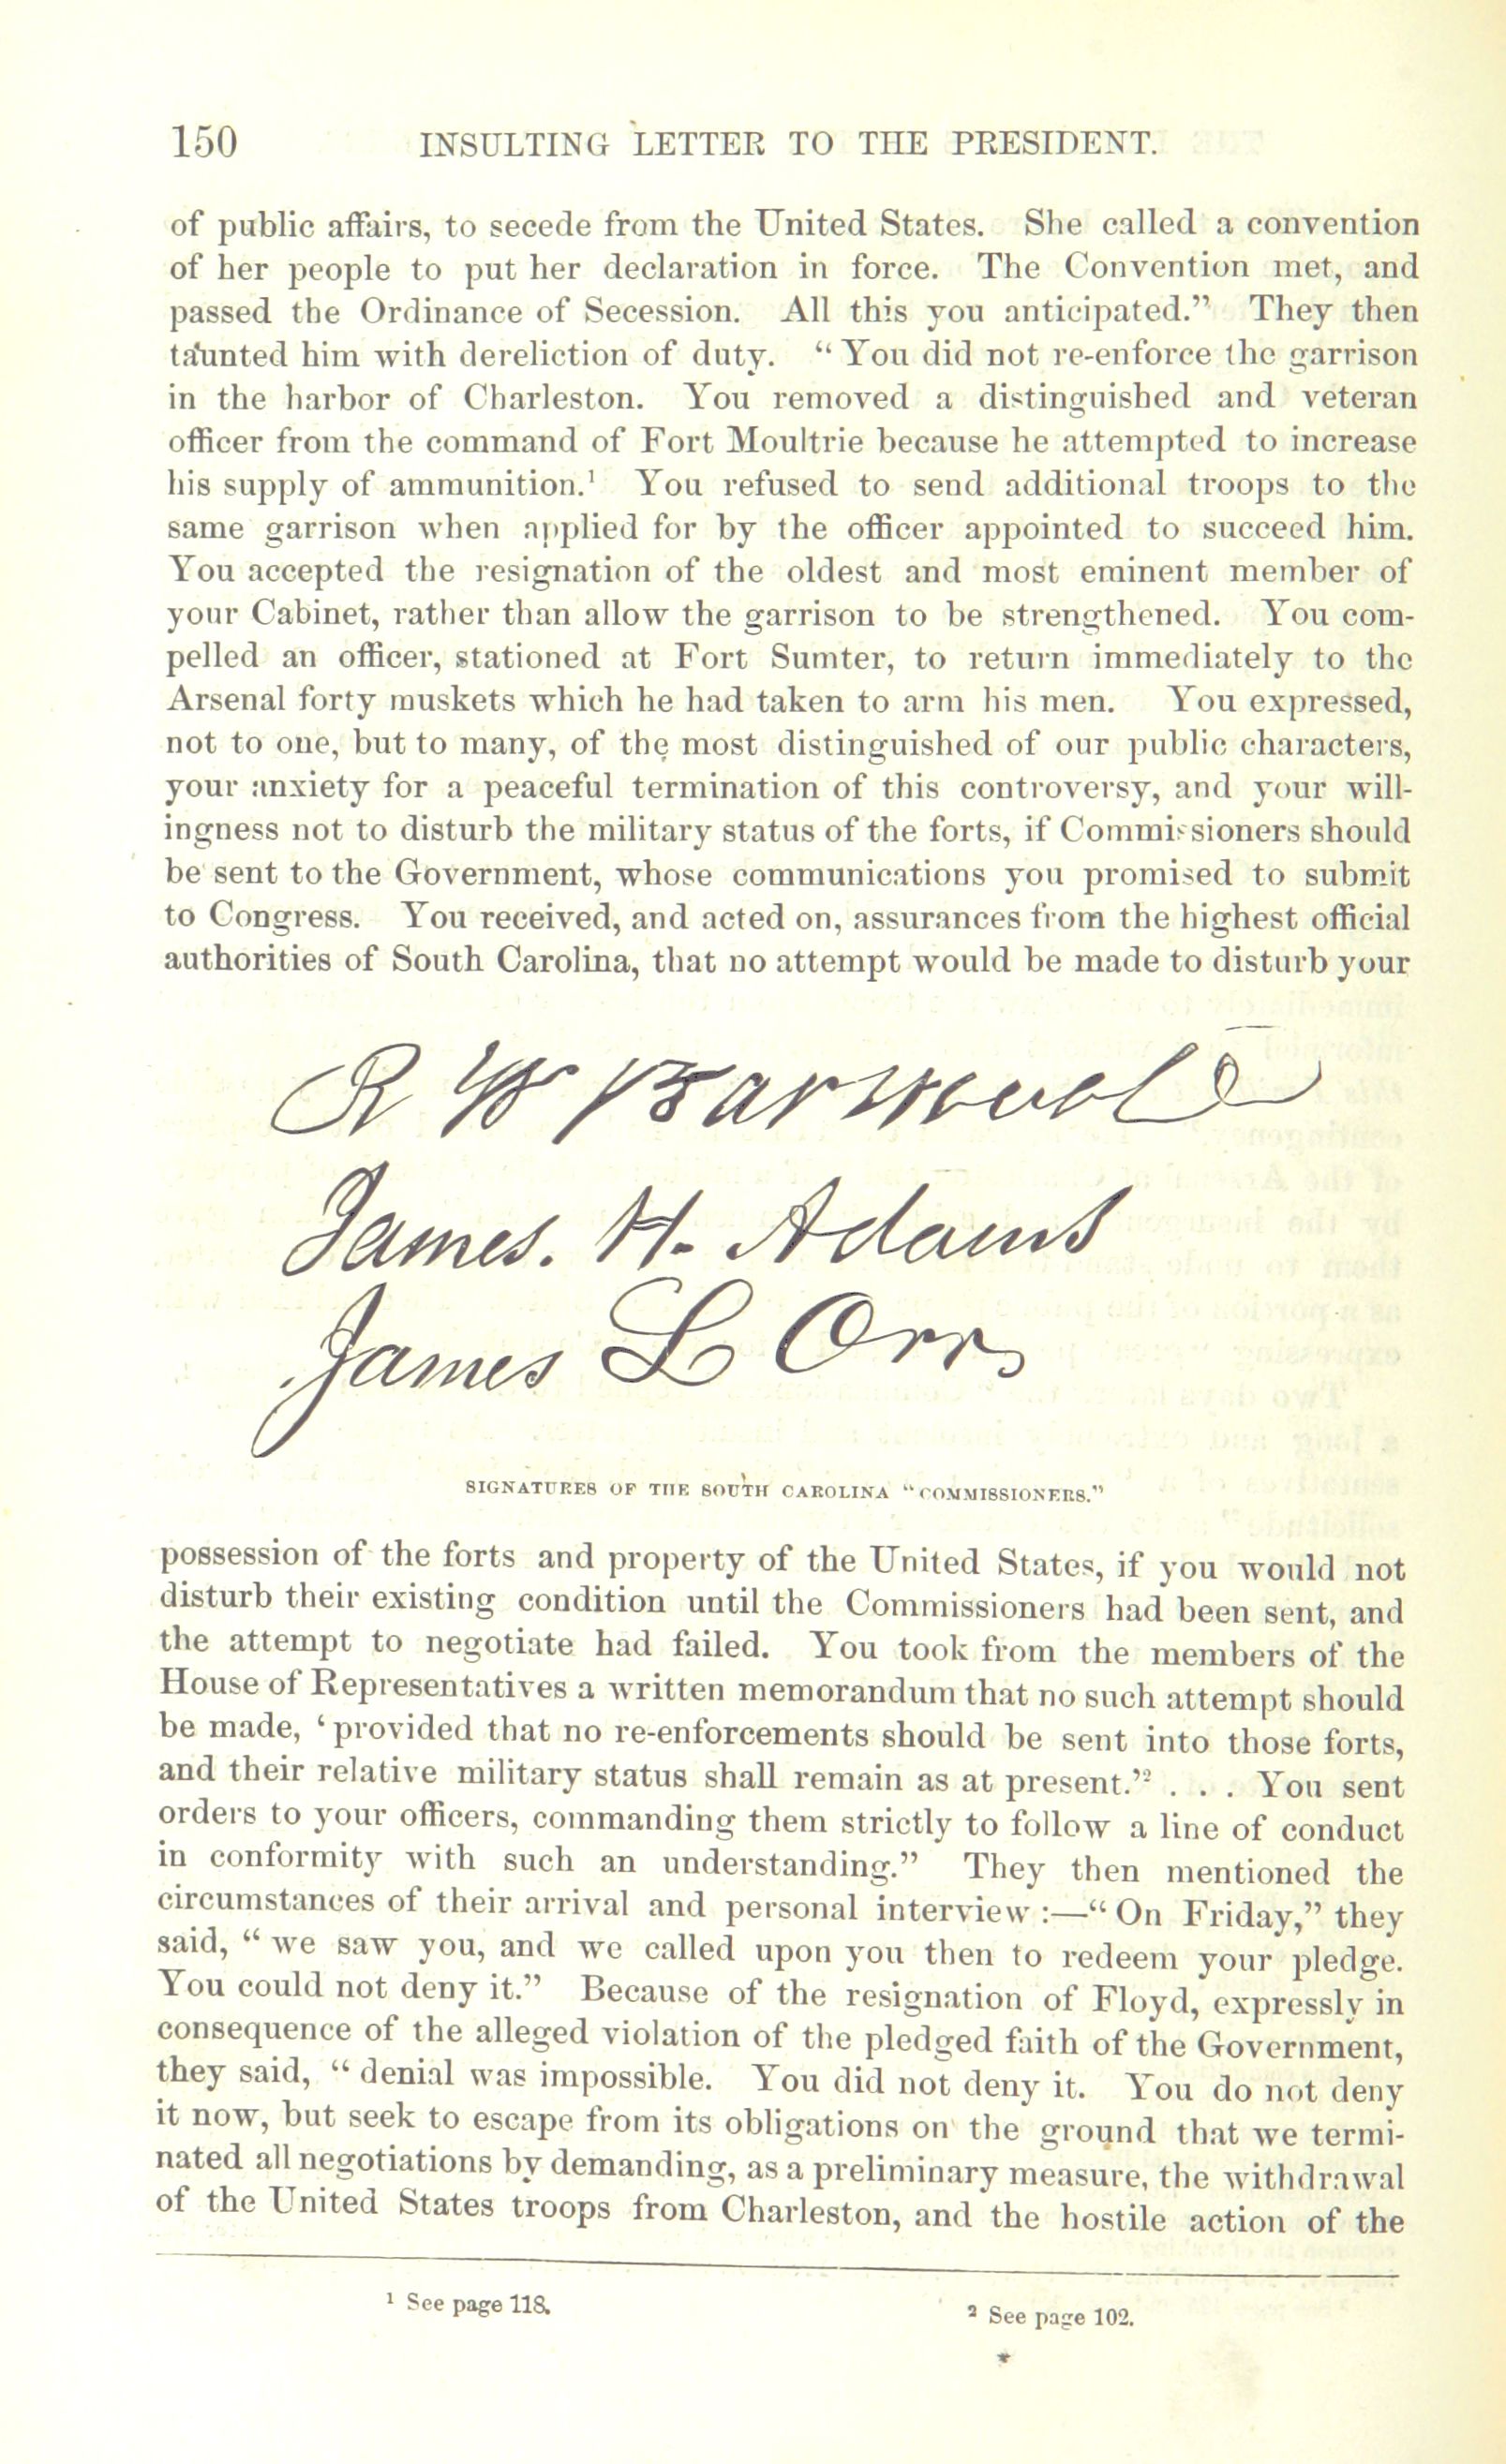 150 INSULTING LETTER TO THE PRESIDENT.
of public affairs, to secede from the United States. She called a convention
of her people to put her declaration in force. The Convention met, and
passed the Ordinance of Secession. All this you anticipated.” They then
taunted him with dereliction of duty. “You did not re-enforce the garrison
in the harbor of Charleston. You removed a distinguished and veteran
officer from the command of Fort Moultrie because he attempted to increase
his supply of ammunition.¹ You refused to send additional troops to the
same garrison when applied for by the officer appointed to succeed him.
You accepted the resignation of the oldest and most eminent member of
your Cabinet, rather than allow the garrison to be strengthened. You com-
pelled an officer, stationed at Fort Sumter, to return immediately to the
Arsenal forty muskets which he had taken to arm his men. You expressed,
not to one, but to many, of the most distinguished of our public characters,
your anxiety for a peaceful termination of this controversy, and your will-
ingness not to disturb the military status of the forts, if Commissioners should
be sent to the Government, whose communications you promised to submit
to Congress. You received, and acted on, assurances from the highest official
authorities of South Carolina, that no attempt would be made to disturb your
R W Barnwell
James. H. Adams
James L Orr
SIGNATURES OF THE SOUTH CAROLINA “COMMISSIONERS.”
possession of the forts and property of the United States, if you would not
disturb their existing condition until the Commissioners had been sent, and
the attempt to negotiate had failed. You took from the members of the
House of Representatives a written memorandum that no such attempt should
be made, ‘provided that no re-enforcements should be sent into those forts,
and their relative military status shall remain as at present.’² . . . You sent
orders to your officers, commanding them strictly to follow a line of conduct
in conformity with such an understanding.” They then mentioned the
circumstances of their arrival and personal interview:—“On Friday,” they
said, “we saw you, and we called upon you then to redeem your pledge.
You could not deny it.” Because of the resignation of Floyd, expressly in
consequence of the alleged violation of the pledged faith of the Government,
they said, “denial was impossible. You did not deny it. You do not deny
it now, but seek to escape from its obligations on the ground that we termi-
nated all negotiations by demanding, as a preliminary measure, the withdrawal
of the United States troops from Charleston, and the hostile action of the
¹ See page 118. ² See page 102.